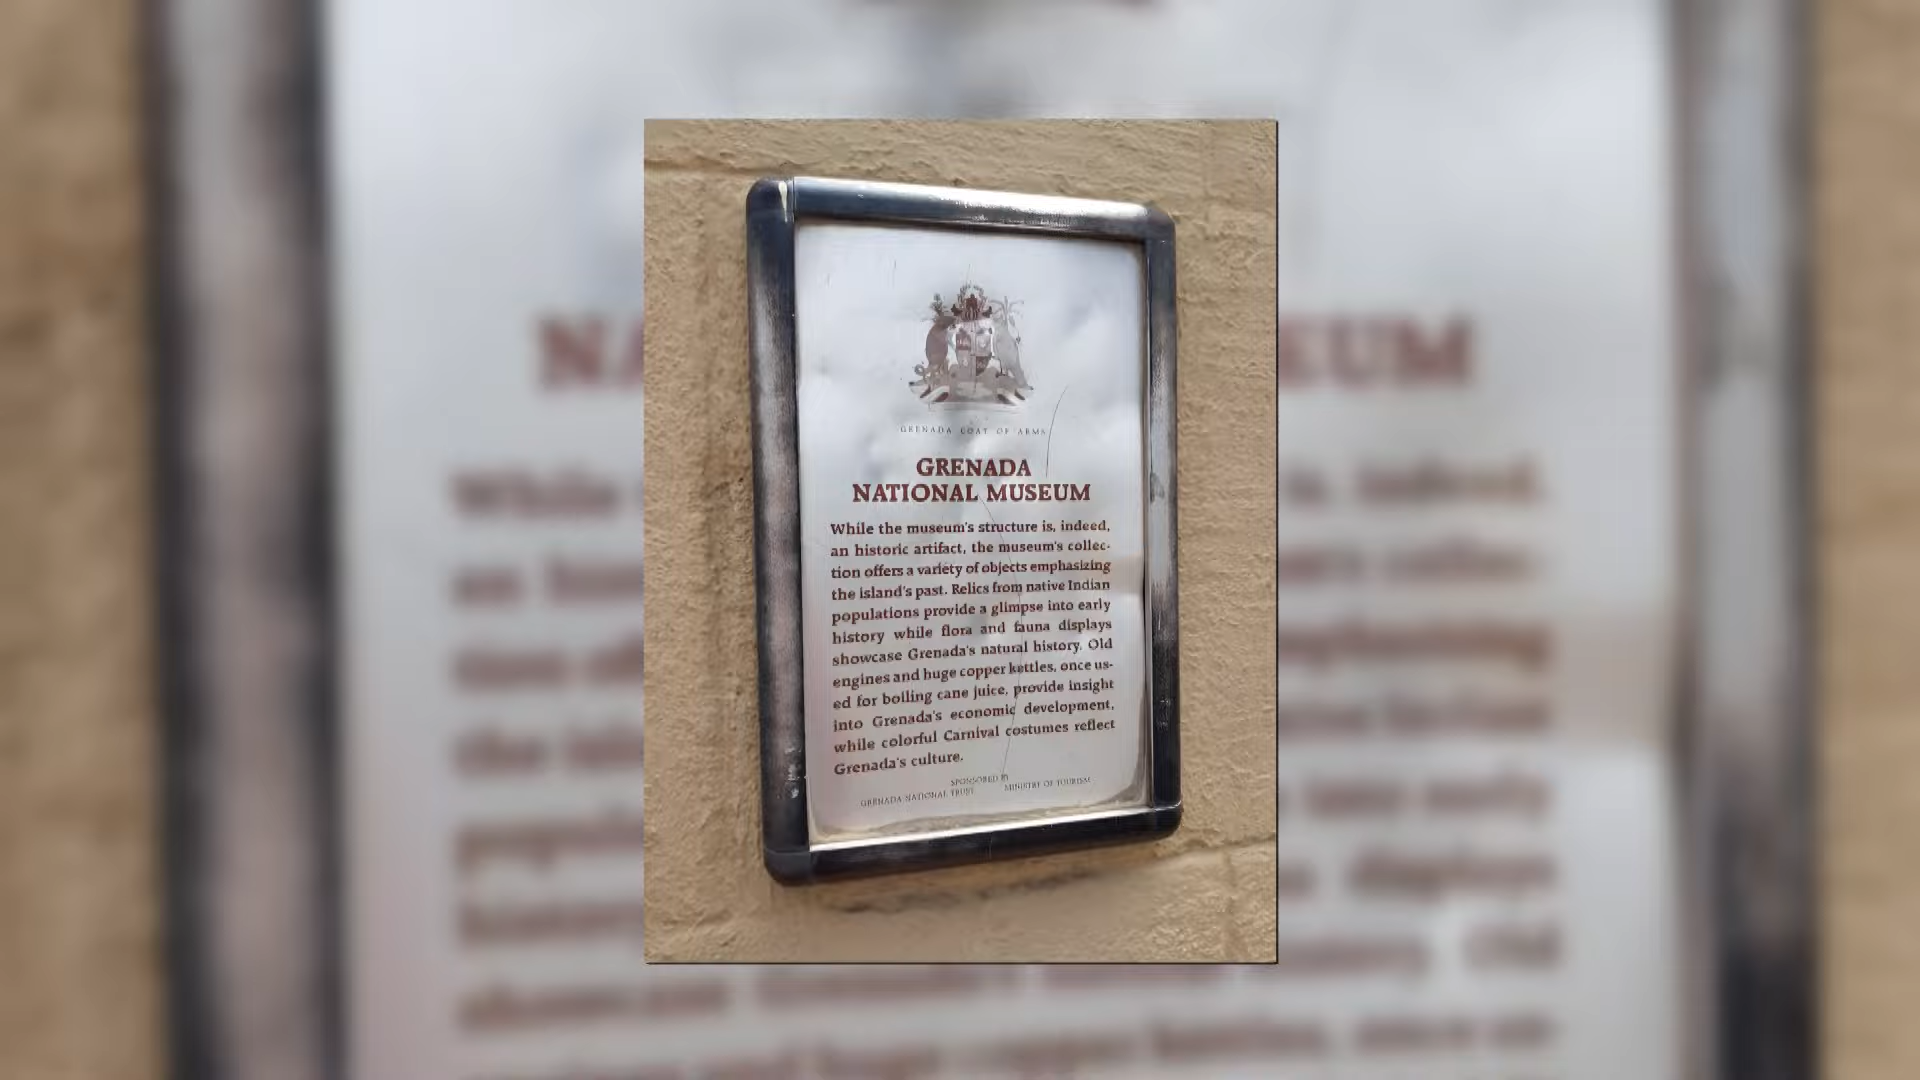 GRENADA COAT OF ARMS
GRENADA
NATIONAL MUSEUM
While the museum's structure is, indeed,
an historic artifact, the museum's collec-
tion offers a variety of objects emphasizing
the island's past. Relics from native Indian
populations provide a glimpse into early
history while flora and fauna displays
showcase Grenada's natural history. Old
engines and huge copper kettles, once us-
ed for boiling cane juice, provide insight
into Grenada's economic development,
while colorful Carnival costumes reflect
Grenada's culture.
SPONSORED BY
GRENADA NATIONAL TRUST MINISTRY OF TOURISM